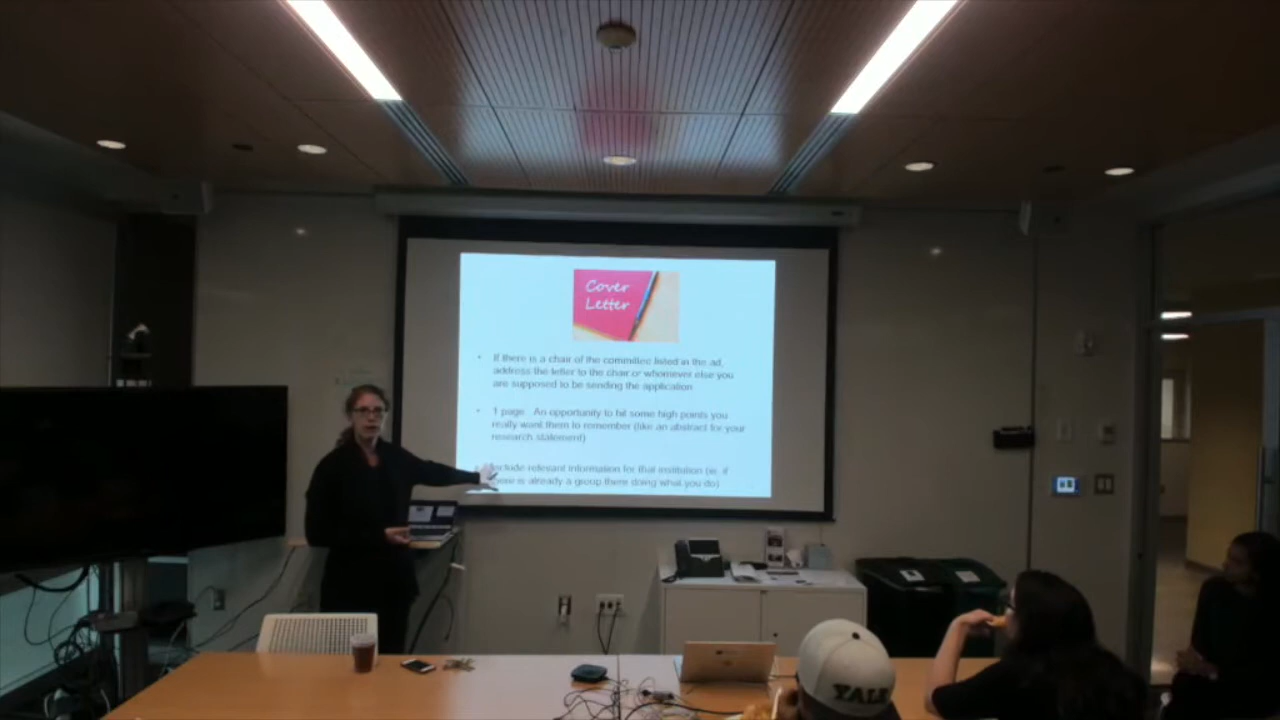 Cover
Letter
• If there is a chair of the committee listed in the ad,
address the letter to the chair or whomever else you
are supposed to be sending the application
• 1 page. An opportunity to hit some high points you
really want them to remember (like an abstract for your
research statement)
include relevant information for that institution (ie. if
there is already a group there doing what you do)
YALE